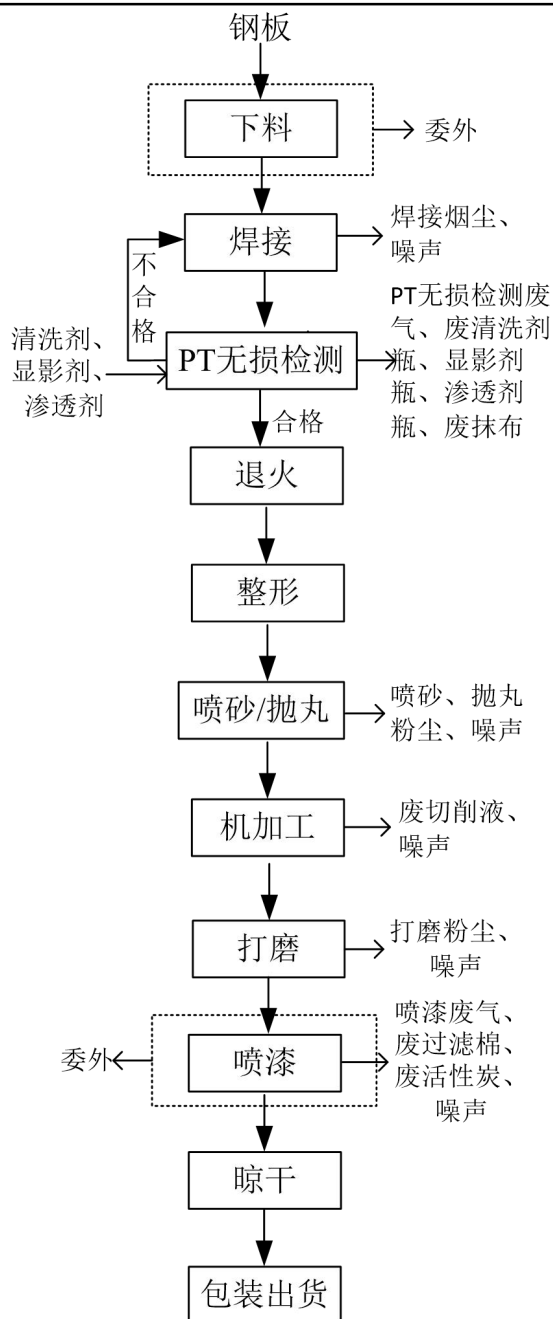 钢板
下料
委外
焊接
焊接烟尘、
噪声
不
合
格
清洗剂、
显影剂、
渗透剂
PT无损检测
PT无损检测废
气、废清洗剂
瓶、显影剂
瓶、渗透剂
瓶、废抹布
合格
退火
整形
喷砂/抛丸
喷砂、抛丸
粉尘、噪声
机加工
废切削液、
噪声
打磨
打磨粉尘、
噪声
委外
喷漆
喷漆废气、
废过滤棉、
废活性炭、
噪声
晾干
包装出货